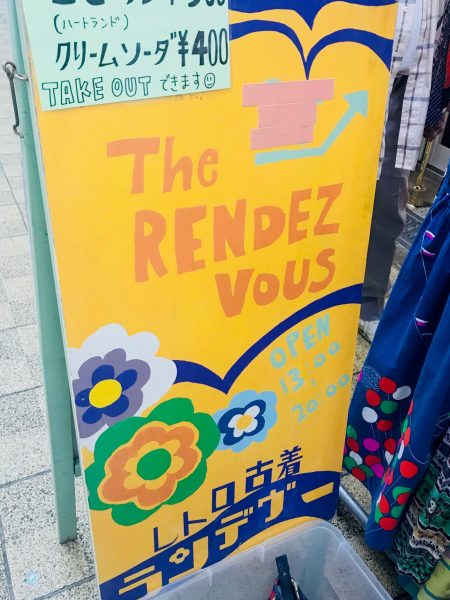 (ハートランド)
クリームソーダ¥400
TAKE OUT できます☺
The
RENDEZ
VOUS
OPEN
13:00
~
20:00
レトロ古着
ランデヴー